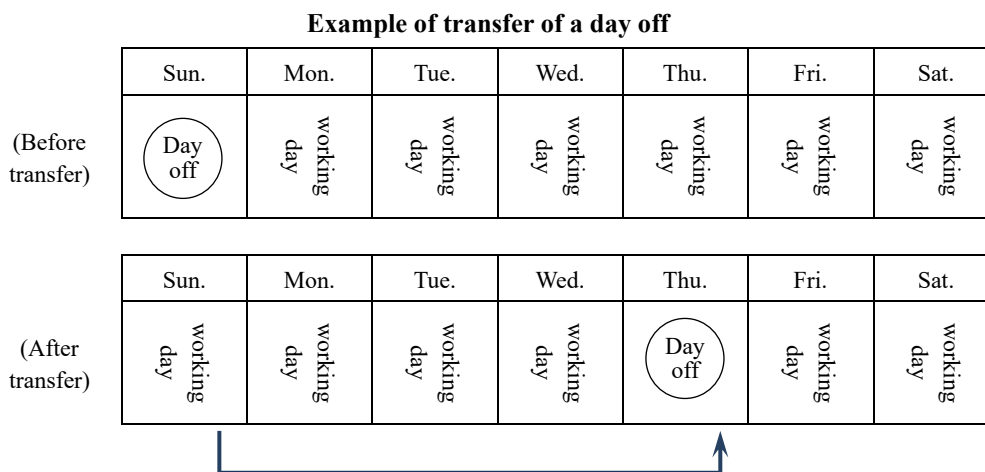 Example of transfer of a day off
Sun. Mon. Tue. Wed. Thu. Fri. Sat.
(Before
transfer)
Day
off
working
day
working
day
working
day
working
day
working
day
working
day
Sun. Mon. Tue. Wed. Thu. Fri. Sat.
(After
transfer)
working
day
working
day
working
day
working
day
Day
off
working
day
working
day